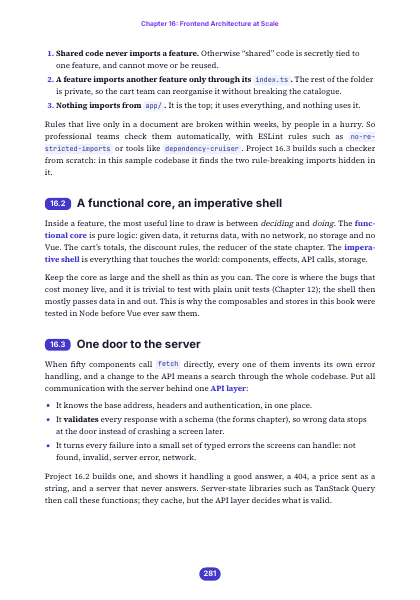 Chapter 16: Frontend Architecture at Scale
1. Shared code never imports a feature. Otherwise “shared” code is secretly tied to
one feature, and cannot move or be reused.
2. A feature imports another feature only through its index.ts. The rest of the folder
is private, so the cart team can reorganise it without breaking the catalogue.
3. Nothing imports from app/. It is the top; it uses everything, and nothing uses it.
Rules that live only in a document are broken within weeks, by people in a hurry. So
professional teams check them automatically, with ESLint rules such as no-re-
stricted-imports or tools like dependency-cruiser. Project 16.3 builds such a checker
from scratch: in this sample codebase it finds the two rule-breaking imports hidden in
it.
16.2 A functional core, an imperative shell
Inside a feature, the most useful line to draw is between deciding and doing. The func-
tional core is pure logic: given data, it returns data, with no network, no storage and no
Vue. The cart’s totals, the discount rules, the reducer of the state chapter. The impera-
tive shell is everything that touches the world: components, effects, API calls, storage.
Keep the core as large and the shell as thin as you can. The core is where the bugs that
cost money live, and it is trivial to test with plain unit tests (Chapter 12); the shell then
mostly passes data in and out. This is why the composables and stores in this book were
tested in Node before Vue ever saw them.
16.3 One door to the server
When fifty components call fetch directly, every one of them invents its own error
handling, and a change to the API means a search through the whole codebase. Put all
communication with the server behind one API layer:
• It knows the base address, headers and authentication, in one place.
• It validates every response with a schema (the forms chapter), so wrong data stops
at the door instead of crashing a screen later.
• It turns every failure into a small set of typed errors the screens can handle: not
found, invalid, server error, network.
Project 16.2 builds one, and shows it handling a good answer, a 404, a price sent as a
string, and a server that never answers. Server-state libraries such as TanStack Query
then call these functions; they cache, but the API layer decides what is valid.
281